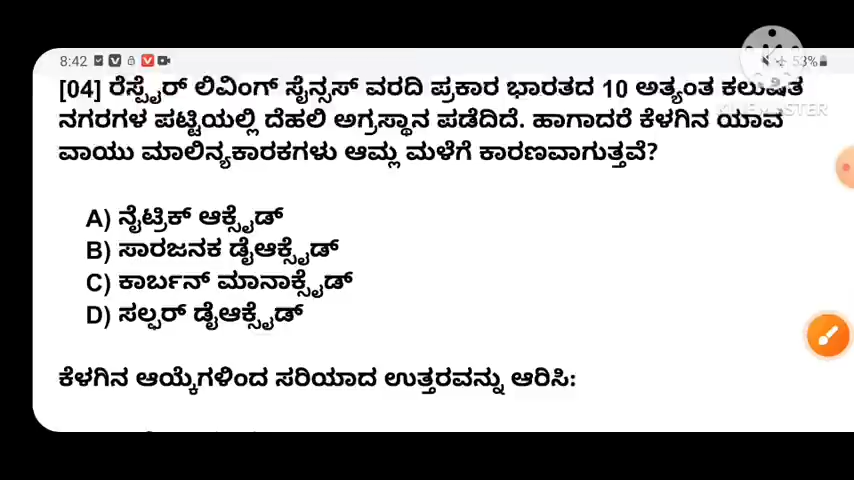 8:42
53%
[04] ರೆಸ್ಪೈರ್ ಲಿವಿಂಗ್ ಸೈನ್ಸಸ್ ವರದಿ ಪ್ರಕಾರ ಭಾರತದ 10 ಅತ್ಯಂತ ಕಲುಷಿತ
ನಗರಗಳ ಪಟ್ಟಿಯಲ್ಲಿ ದೆಹಲಿ ಅಗ್ರಸ್ಥಾನ ಪಡೆದಿದೆ. ಹಾಗಾದರೆ ಕೆಳಗಿನ ಯಾವ
ವಾಯು ಮಾಲಿನ್ಯಕಾರಕಗಳು ಆಮ್ಲ ಮಳೆಗೆ ಕಾರಣವಾಗುತ್ತವೆ?
A) ನೈಟ್ರಿಕ್ ಆಕ್ಸೈಡ್
B) ಸಾರಜನಕ ಡೈಆಕ್ಸೈಡ್
C) ಕಾರ್ಬನ್ ಮಾನಾಕ್ಸೈಡ್
D) ಸಲ್ಫರ್ ಡೈಆಕ್ಸೈಡ್
ಕೆಳಗಿನ ಆಯ್ಕೆಗಳಿಂದ ಸರಿಯಾದ ಉತ್ತರವನ್ನು ಆರಿಸಿ: